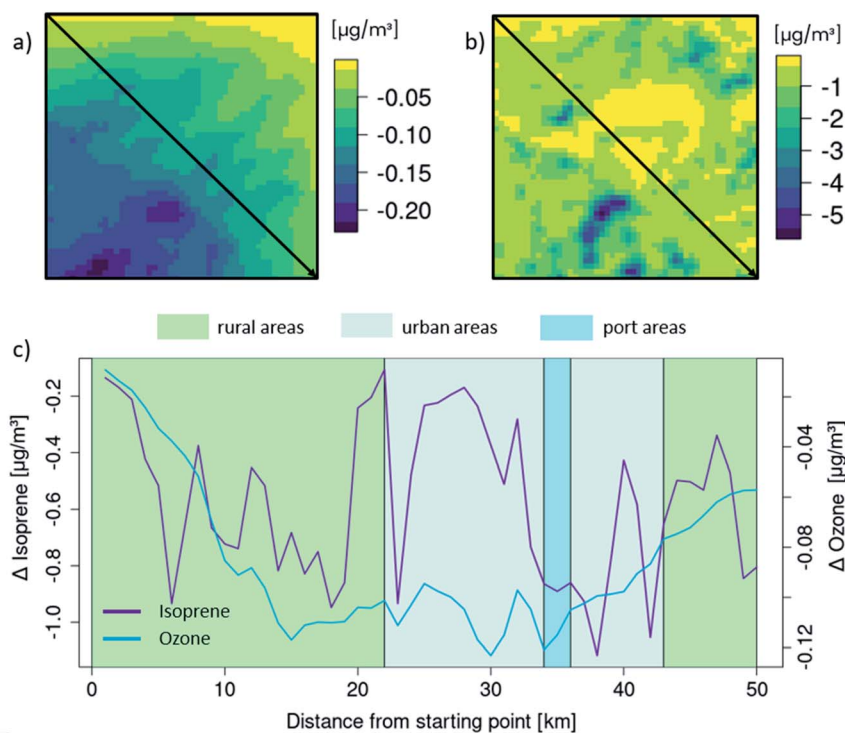 a)
[µg/m³]
-0.05
-0.10
-0.15
-0.20
b)
[µg/m³]
-1
-2
-3
-4
-5
rural areas
urban areas
port areas
c)
Δ Isoprene [µg/m³]
-0.2
-0.4
-0.6
-0.8
-1.0
Isoprene
Ozone
-0.04
-0.08
-0.12
Δ Ozone [µg/m³]
0 10 20 30 40 50
Distance from starting point [km]